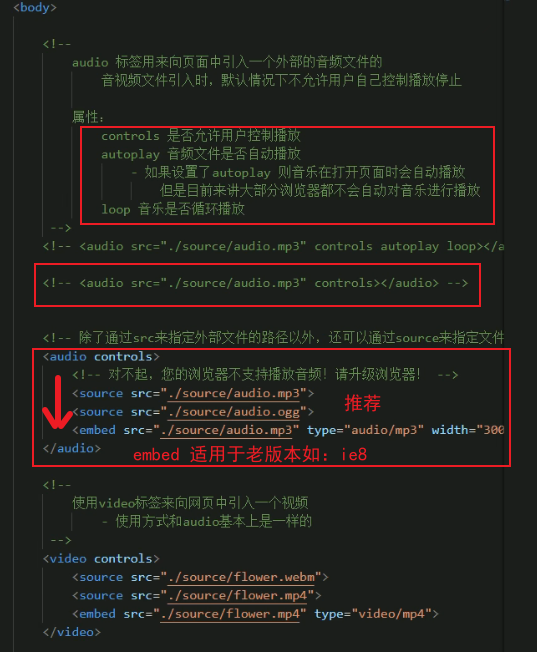 <body>
<!--
audio 标签用来向页面中引入一个外部的音频文件的
音视频文件引入时，默认情况下不允许用户自己控制播放停止
属性：
controls 是否允许用户控制播放
autoplay 音频文件是否自动播放
- 如果设置了autoplay 则音乐在打开页面时会自动播放
但是目前来讲大部分浏览器都不会自动对音乐进行播放
loop 音乐是否循环播放
-->
<!-- <audio src="./source/audio.mp3" controls autoplay loop></a
<!-- <audio src="./source/audio.mp3" controls></audio> -->
<!-- 除了通过src来指定外部文件的路径以外，还可以通过source来指定文件
<audio controls>
<!-- 对不起，您的浏览器不支持播放音频！请升级浏览器！ -->
<source src="./source/audio.mp3">
<source src="./source/audio.ogg">
推荐
<embed src="./source/audio.mp3" type="audio/mp3" width="300
</audio>
embed 适用于老版本如：ie8
<!--
使用video标签来向网页中引入一个视频
- 使用方式和audio基本上是一样的
-->
<video controls>
<source src="./source/flower.webm">
<source src="./source/flower.mp4">
<embed src="./source/flower.mp4" type="video/mp4">
</video>